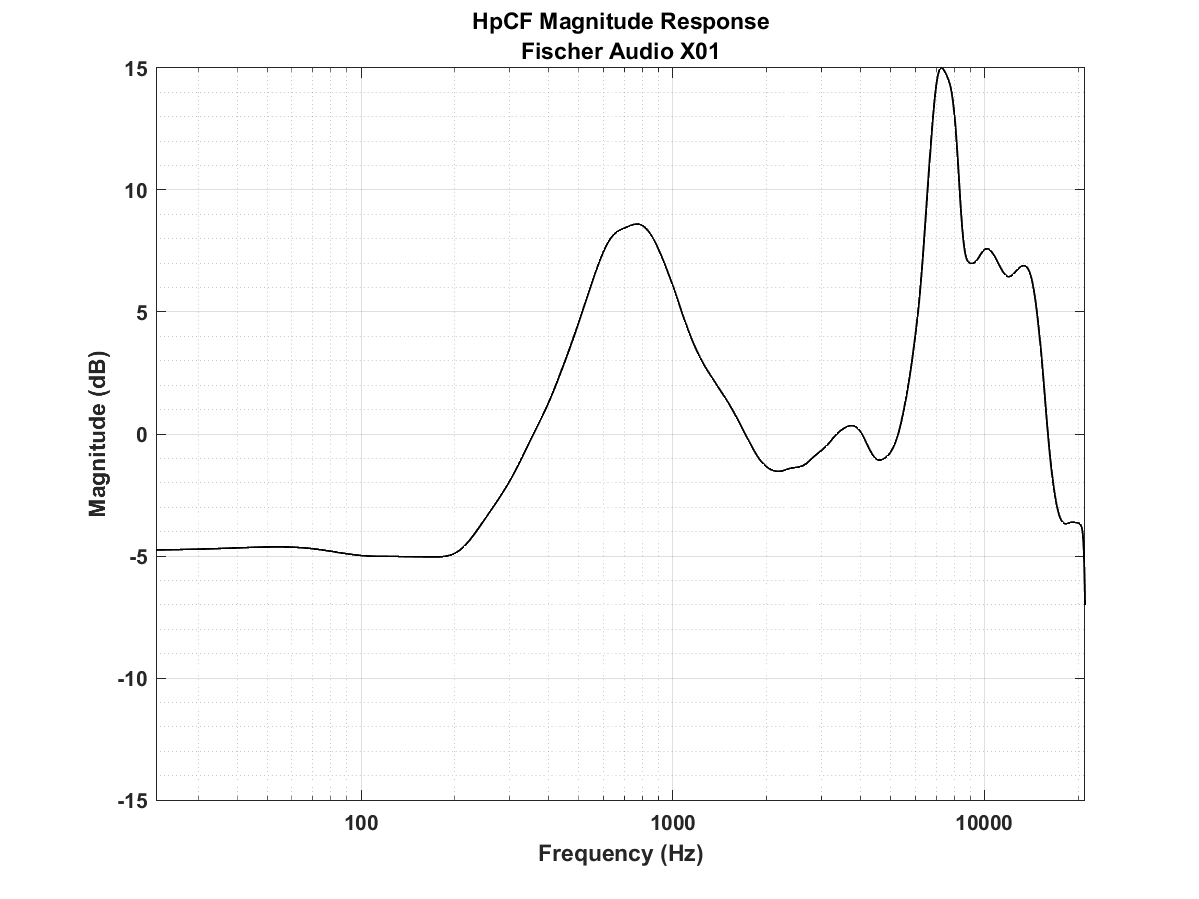 HpCF Magnitude Response
Fischer Audio X01
15
10
5
0
-5
-10
-15
Magnitude (dB)
100
1000
10000
Frequency (Hz)